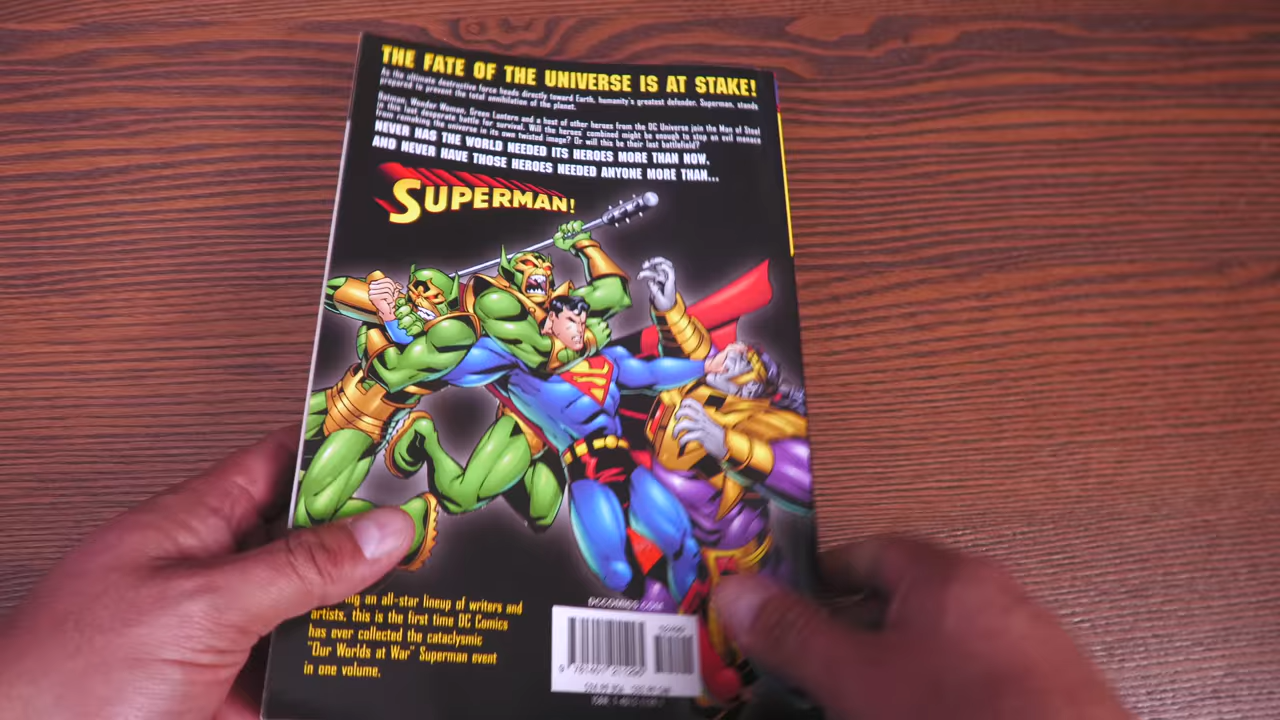 THE FATE OF THE UNIVERSE IS AT STAKE!
As the ultimate destructive force heads directly toward Earth, humanity's greatest defender, Superman, stands
prepared to prevent the total annihilation of the planet.
Batman, Wonder Woman, Green Lantern and a host of other heroes from the DC Universe join the Man of Steel
in this last desperate battle for survival. Will the heroes' combined might be enough to stop an evil menace
from remaking the universe in its own twisted image? Or will this be their last battlefield?
NEVER HAS THE WORLD NEEDED ITS HEROES MORE THAN NOW.
AND NEVER HAVE THOSE HEROES NEEDED ANYONE MORE THAN...
SUPERMAN!
an all-star lineup of writers and
artists, this is the first time DC Comics
has ever collected the cataclysmic
"Our Worlds at War" Superman event
in one volume.
DCCOMICS.COM